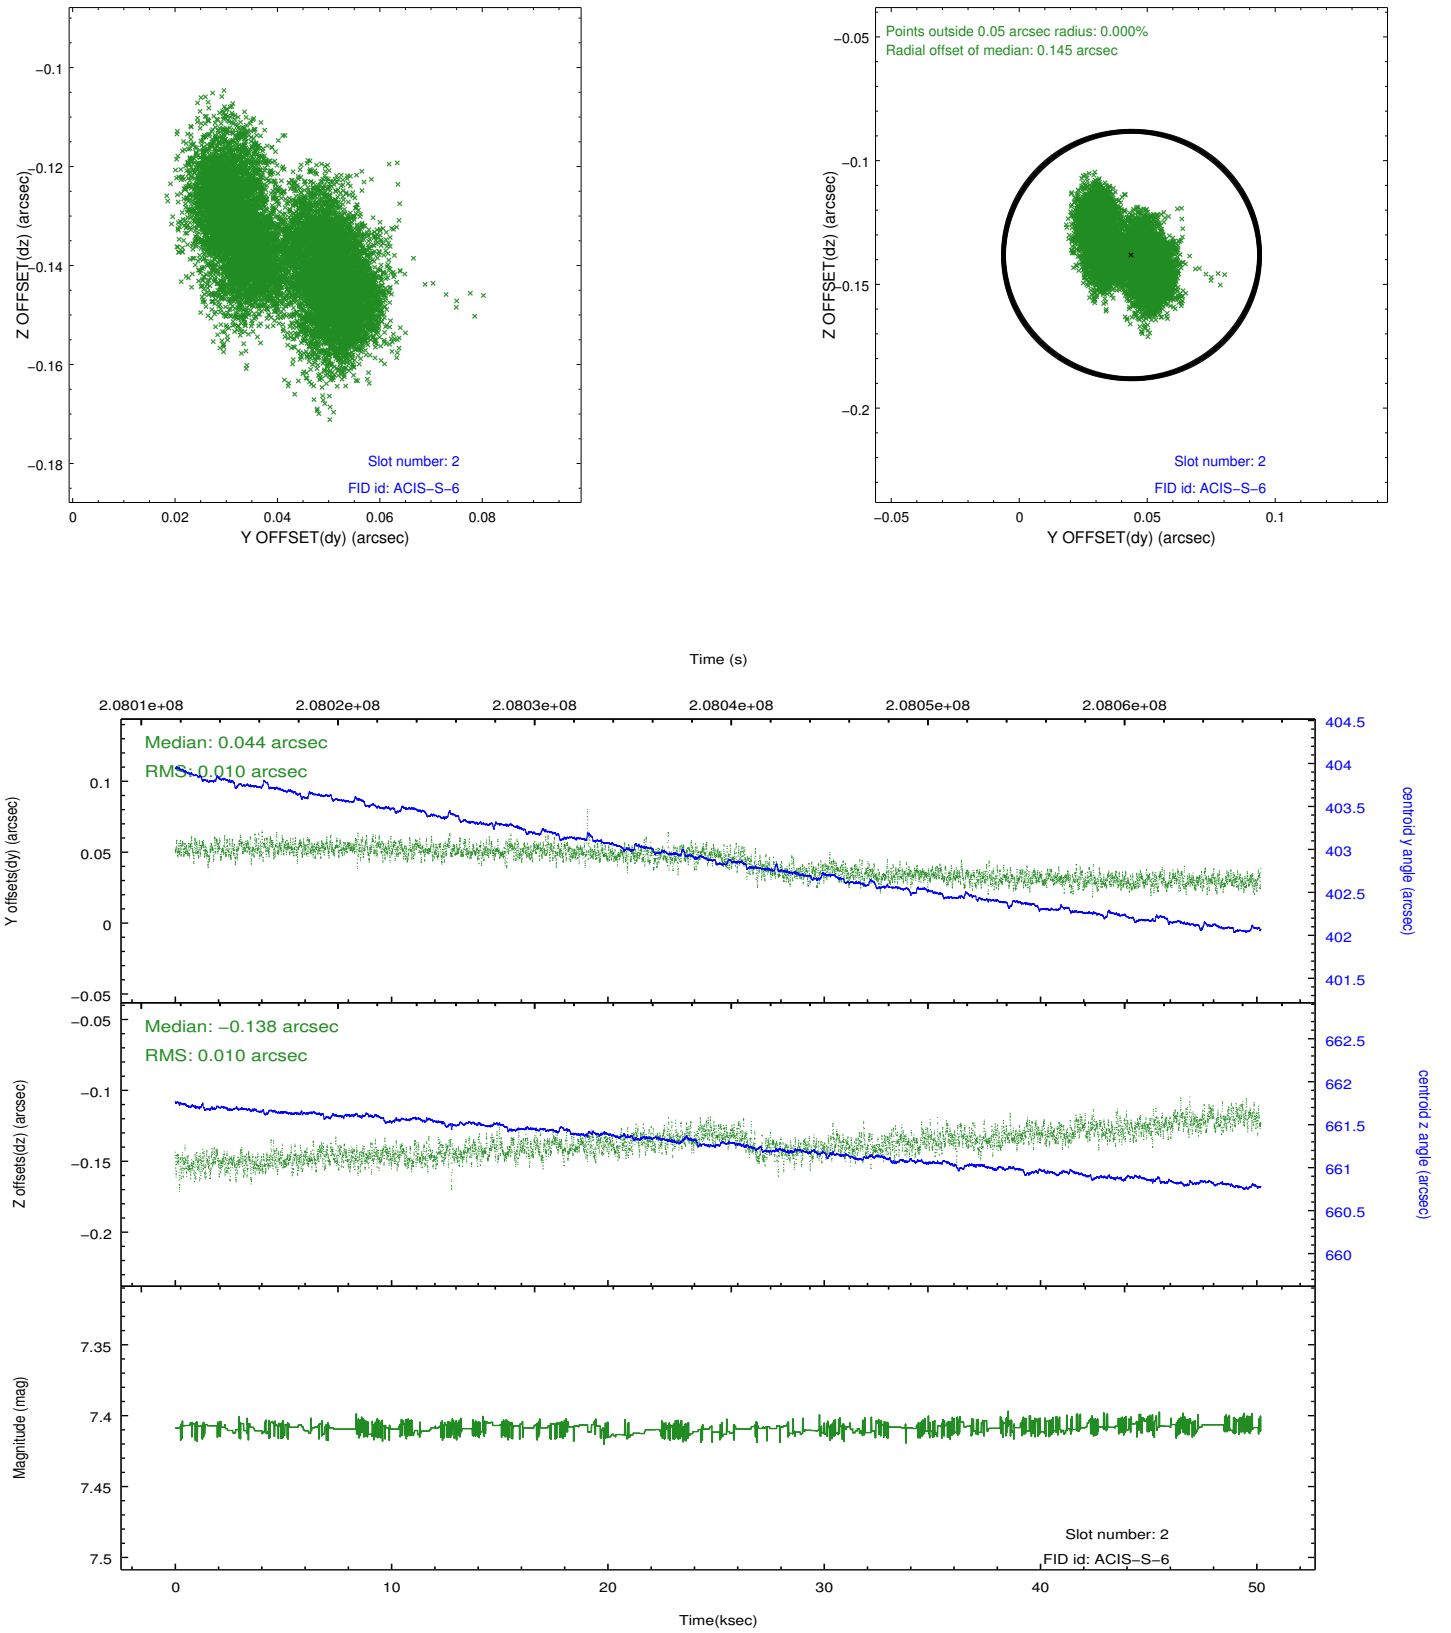 −0.1
−0.12
−0.14
−0.16
−0.18
Z OFFSET(dz) (arcsec)
0
0.02
0.04
0.06
0.08
Y OFFSET(dy) (arcsec)
Slot number: 2
FID id: ACIS−S−6
Points outside 0.05 arcsec radius: 0.000%
Radial offset of median: 0.145 arcsec
−0.05
−0.1
−0.15
−0.2
Z OFFSET(dz) (arcsec)
−0.05
0
0.05
0.1
Y OFFSET(dy) (arcsec)
Slot number: 2
FID id: ACIS−S−6
Time (s)
2.0801e+08
2.0802e+08
2.0803e+08
2.0804e+08
2.0805e+08
2.0806e+08
Median: 0.044 arcsec
RMS: 0.010 arcsec
0.1
0.05
0
−0.05
Y offsets(dy) (arcsec)
404.5
404
403.5
403
402.5
402
401.5
centroid y angle (arcsec)
Median: −0.138 arcsec
RMS: 0.010 arcsec
−0.05
−0.1
−0.15
−0.2
Z offsets(dz) (arcsec)
662.5
662
661.5
661
660.5
660
centroid z angle (arcsec)
7.35
7.4
7.45
7.5
Magnitude (mag)
Slot number: 2
FID id: ACIS−S−6
0
10
20
30
40
50
Time(ksec)